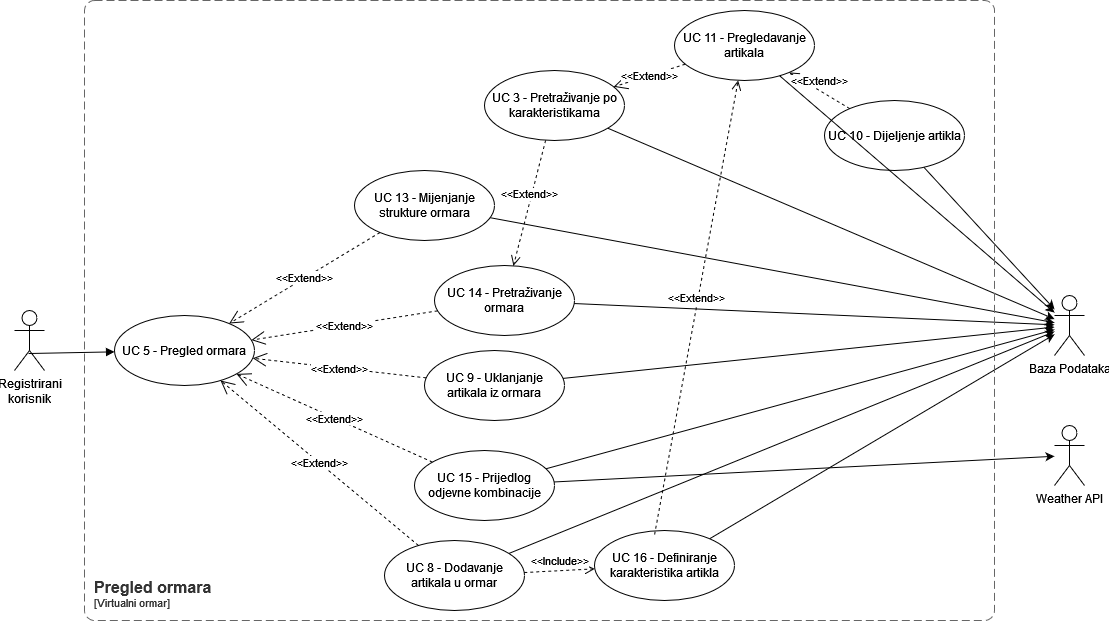 UC 11 - Pregledavanje
artikala
<<Extend>>
<<Extend>>
UC 3 - Pretraživanje po
karakteristikama
UC 10 - Dijeljenje artikla
<<Extend>>
UC 13 - Mijenjanje
strukture ormara
<<Extend>>
UC 14 - Pretraživanje
ormara
<<Extend>>
<<Extend>>
UC 5 - Pregled ormara
Registrirani
korisnik
Baza Podataka
<<Extend>>
UC 9 - Uklanjanje
artikala iz ormara
<<Extend>>
<<Extend>>
UC 15 - Prijedlog
odjevne kombinacije
Weather API
UC 8 - Dodavanje
artikala u ormar
<<Include>>
UC 16 - Definiranje
karakteristika artikla
Pregled ormara
[Virtualni ormar]